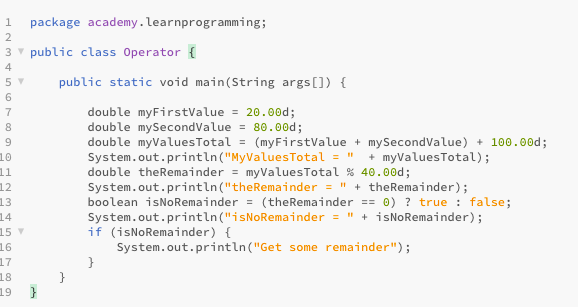 1 package academy.learnprogramming;
2
3 public class Operator {
4
5     public static void main(String args[]) {
6
7         double myFirstValue = 20.00d;
8         double mySecondValue = 80.00d;
9         double myValuesTotal = (myFirstValue + mySecondValue) + 100.00d;
10         System.out.println("MyValuesTotal = "  + myValuesTotal);
11         double theRemainder = myValuesTotal % 40.00d;
12         System.out.println("theRemainder = " + theRemainder);
13         boolean isNoRemainder = (theRemainder == 0) ? true : false;
14         System.out.println("isNoRemainder = " + isNoRemainder);
15         if (isNoRemainder) {
16             System.out.println("Get some remainder");
17         }
18     }
19 }